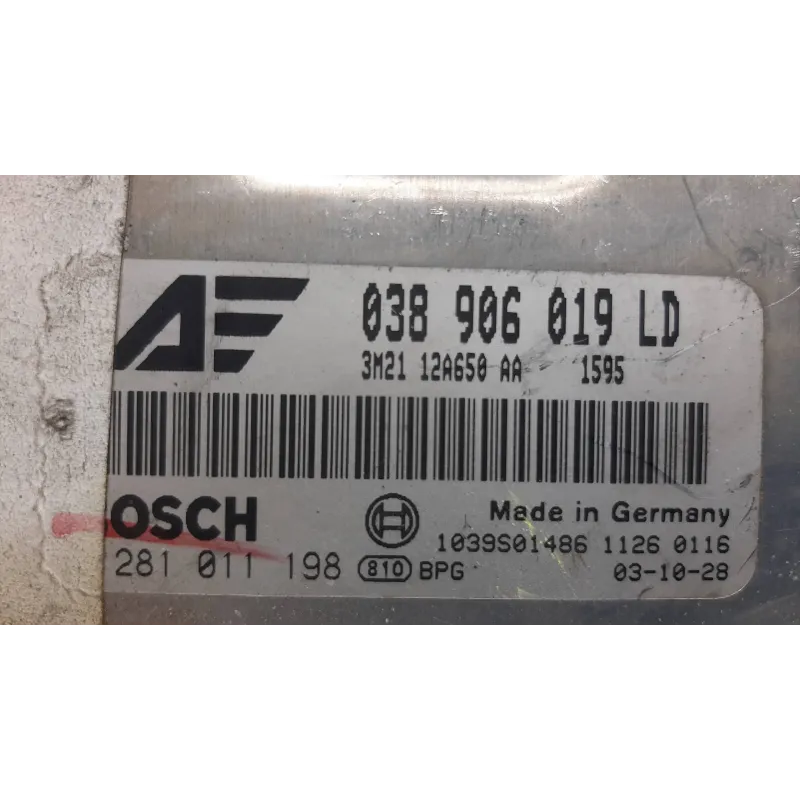 AF
038 906 019 LD
3M21 12A650 AA 1595
OSCH
Made in Germany
1039S01486 1126 0116
281 011 198 810 BPG 03-10-28